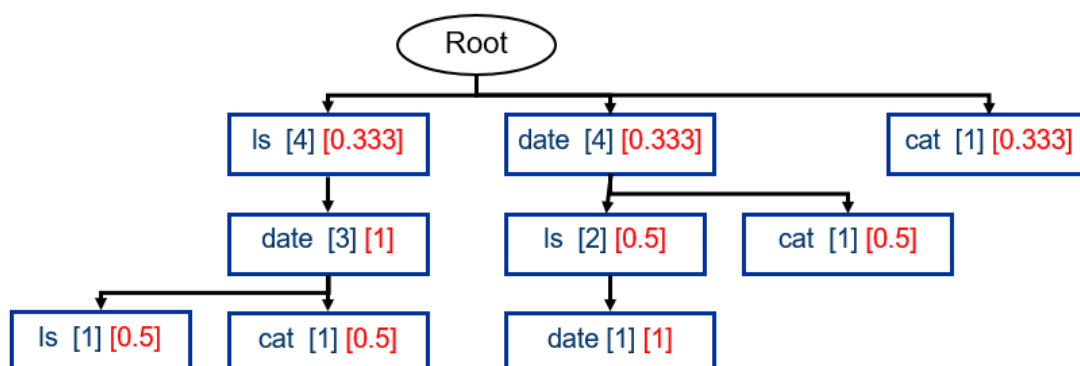 Root
ls [4] [0.333]
date [4] [0.333]
cat [1] [0.333]
date [3] [1]
ls [2] [0.5]
cat [1] [0.5]
ls [1] [0.5]
cat [1] [0.5]
date [1] [1]